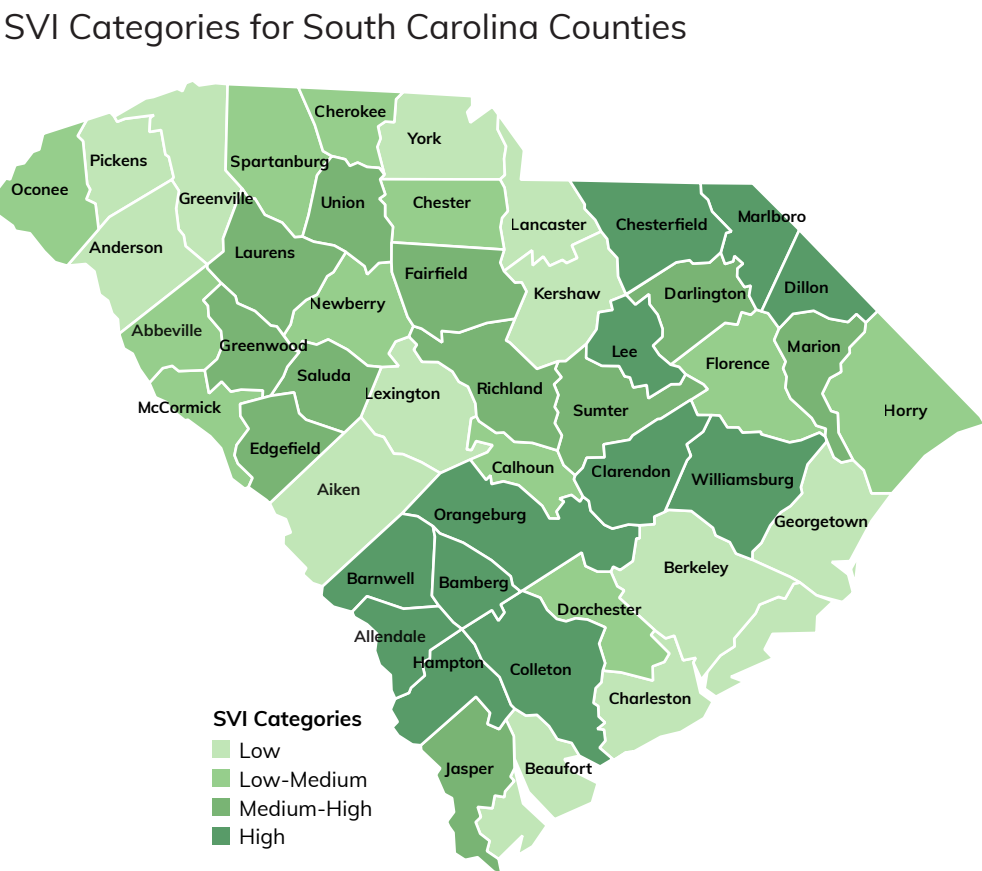 SVI Categories for South Carolina Counties
Cherokee
York
Pickens
Spartanburg
Oconee
Greenville
Union
Chester
Lancaster
Chesterfield
Marlboro
Anderson
Laurens
Fairfield
Kershaw
Darlington
Dillon
Newberry
Abbeville
Greenwood
Lee
Marion
Florence
Saluda
Lexington
Richland
McCormick
Sumter
Horry
Edgefield
Calhoun
Clarendon
Williamsburg
Aiken
Orangeburg
Georgetown
Berkeley
Barnwell
Bamberg
Dorchester
Allendale
Hampton
Colleton
Charleston
Jasper
Beaufort
SVI Categories
Low
Low-Medium
Medium-High
High